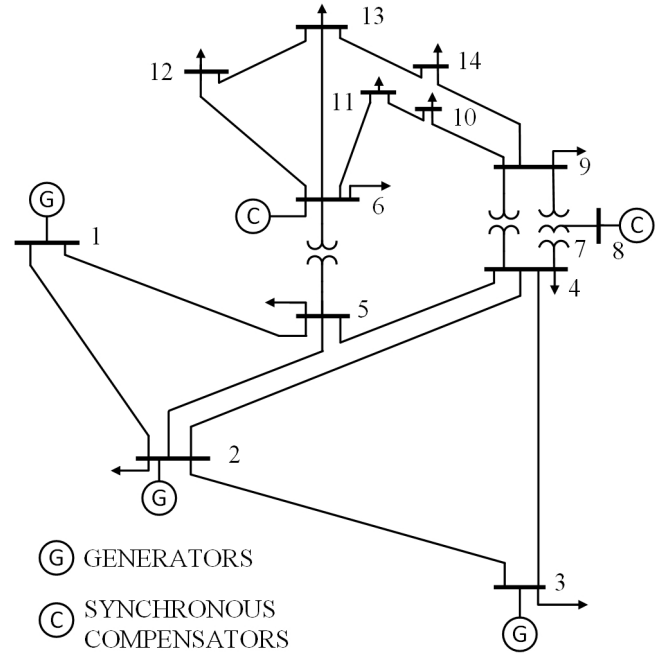 13
12
14
11
10
9
G
C
6
C
1
7
8
4
5
2
G
G GENERATORS
3
C SYNCHRONOUS
COMPENSATORS
G